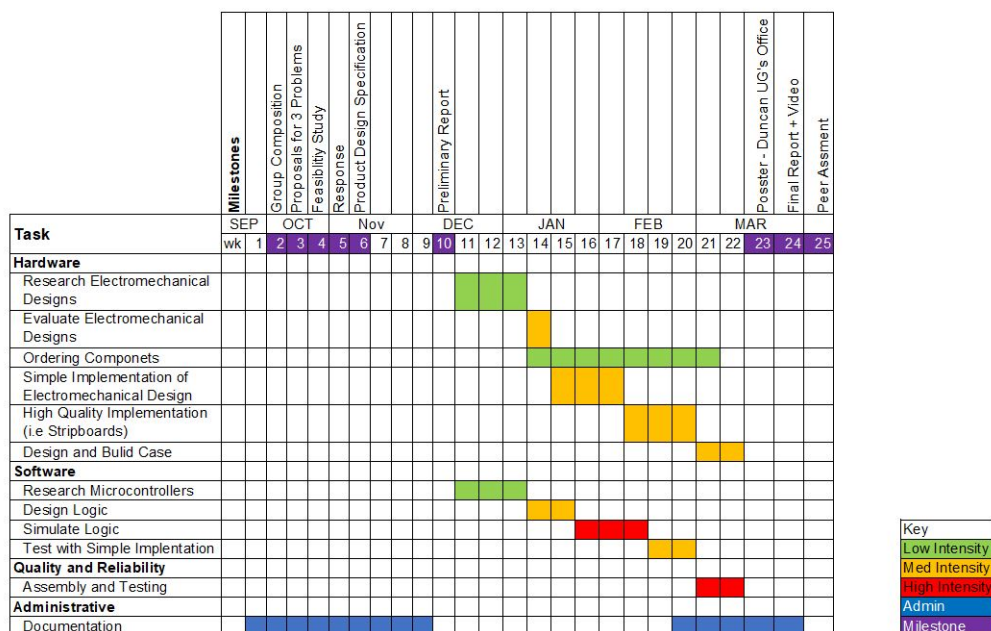 Milestones
Group Composition
Proposals for 3 Problems
Feasiblitiy Study
Response
Product Design Specification
Preliminary Report
Posster - Duncan UG's Office
Final Report + Video
Peer Assment
Task
SEP OCT Nov DEC JAN FEB MAR
wk 1 2 3 4 5 6 7 8 9 10 11 12 13 14 15 16 17 18 19 20 21 22 23 24 25
Hardware
Research Electromechanical
Designs
Evaluate Electromechanical
Designs
Ordering Componets
Simple Implementation of
Electromechanical Design
High Quality Implementation
(i.e Stripboards)
Design and Bulid Case
Software
Research Microcontrollers
Design Logic
Simulate Logic
Test with Simple Implentation
Quality and Reliability
Assembly and Testing
Administrative
Documentation
Key
Low Intensity
Med Intensity
High Intensity
Admin
Milestone